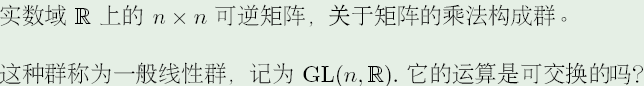 实数域 ℝ 上的 n × n 可逆矩阵，关于矩阵的乘法构成群。
这种群称为一般线性群，记为 GL(n, ℝ). 它的运算是可交换的吗?